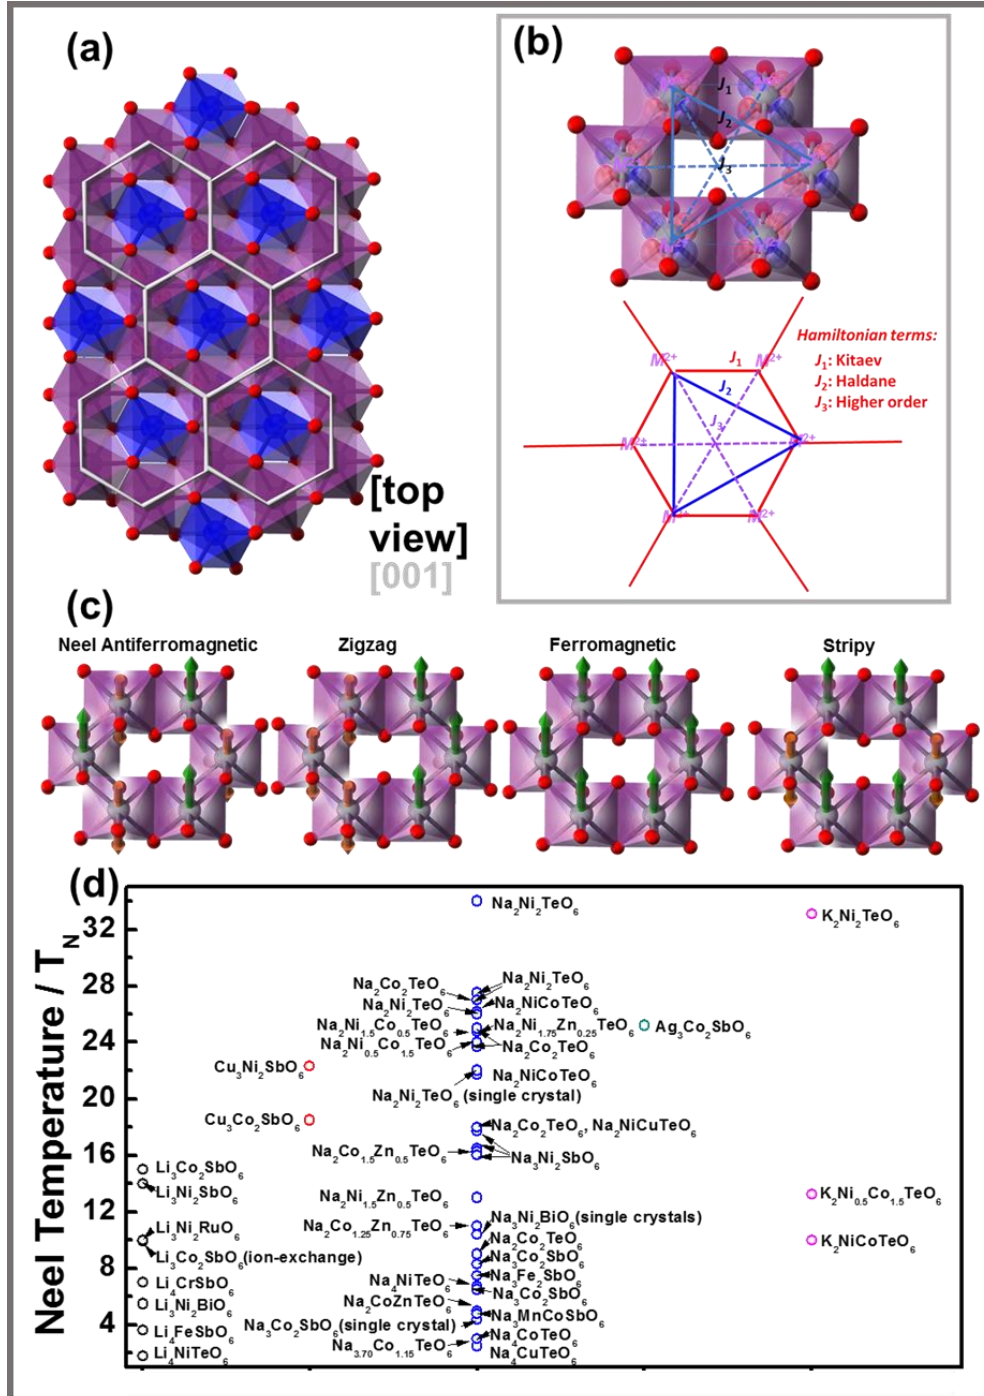 (a)
[top
view]
[001]
(b)
J₁
J₂
J₃
Hamiltonian terms:
J₁: Kitaev
J₂: Haldane
J₃: Higher order
M²⁺ J₁ M²⁺
J₂
J₃
M²⁺ M²⁺
M²⁺ M²⁺
(c)
Neel Antiferromagnetic Zigzag Ferromagnetic Stripy
(d)
Neel Temperature / T_N
32
28
24
20
16
12
8
4
Li₃Co₂SbO₆
Li₃Ni₂SbO₆
Li₃Ni₂RuO₆
Li₃Co₂SbO₆(ion-exchange)
Li₄CrSbO₆
Li₃Ni₂BiO₆
Li₄FeSbO₆
Li₄NiTeO₆
Cu₃Ni₂SbO₆
Cu₃Co₂SbO₆
Na₂Ni₂TeO₆
Na₂Co₂TeO₆
Na₂Ni₂TeO₆
Na₂Ni₂TeO₆
Na₂NiCoTeO₆
Na₂Ni₁.₅Co₀.₅TeO₆
Na₂Ni₁.₇₅Zn₀.₂₅TeO₆
Na₂Ni₀.₅Co₁.₅TeO₆
Na₂Co₂TeO₆
Na₂NiCoTeO₆
Na₂Ni₂TeO₆ (single crystal)
Na₂Co₂TeO₆, Na₂NiCuTeO₆
Na₂Co₁.₅Zn₀.₅TeO₆
Na₃Ni₂SbO₆
Na₂Ni₁.₅Zn₀.₅TeO₆
Na₃Ni₂BiO₆ (single crystals)
Na₂Co₁.₂₅Zn₀.₇₅TeO₆
Na₂Co₂TeO₆
Na₃Co₂SbO₆
Na₃Fe₂SbO₆
Na₄NiTeO₆
Na₃Co₂SbO₆
Na₂CoZnTeO₆
Na₃MnCoSbO₆
Na₃Co₂SbO₆ (single crystal)
Na₄CoTeO₆
Na₃.₇₀Co₁.₁₅TeO₆
Na₄CuTeO₆
Ag₃Co₂SbO₆
K₂Ni₂TeO₆
K₂Ni₀.₅Co₁.₅TeO₆
K₂NiCoTeO₆